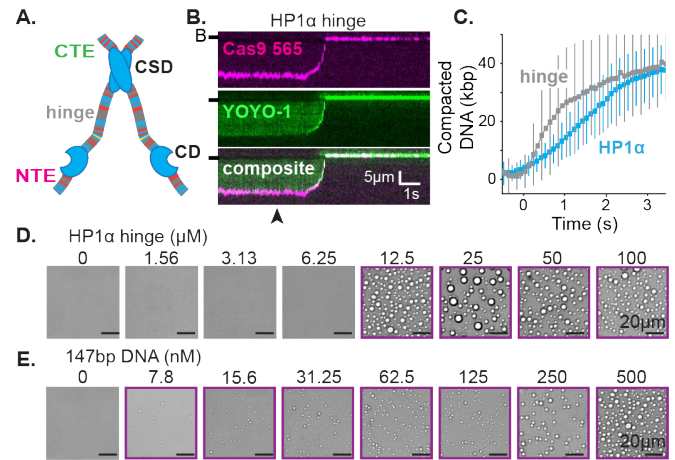 A.
CTE
CSD
hinge
CD
NTE
B.
HP1α hinge
B
Cas9 565
YOYO-1
composite
5μm
1s
C.
Compacted
DNA (kbp)
40
20
0
hinge
HP1α
0
1
2
3
Time (s)
D.
HP1α hinge (μM)
0
1.56
3.13
6.25
12.5
25
50
100
20μm
E.
147bp DNA (nM)
0
7.8
15.6
31.25
62.5
125
250
500
20μm